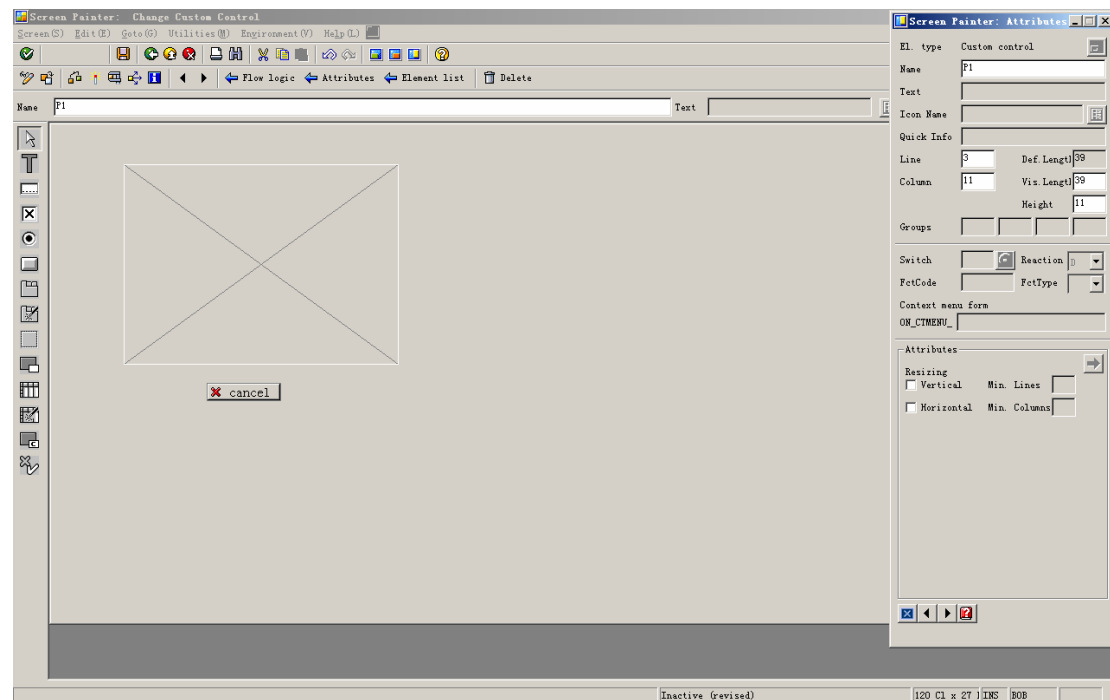 Screen Painter: Change Custom Control
Screen(S) Edit(E) Goto(G) Utilities(M) Environment(V) Help(L)
Flow logic Attributes Element list Delete
Name P1 Text
cancel
Inactive (revised) 120 Cl x 27 INS BOB
Screen Painter: Attributes
El. type Custom control
Name P1
Text
Icon Name
Quick Info
Line 3 Def.Lengtl 39
Column 11 Vis.Lengtl 39
Height 11
Groups
Switch Reaction D
FctCode FctType
Context menu form
ON_CTMENU_
Attributes
Resizing
Vertical Min. Lines
Horizontal Min. Columns